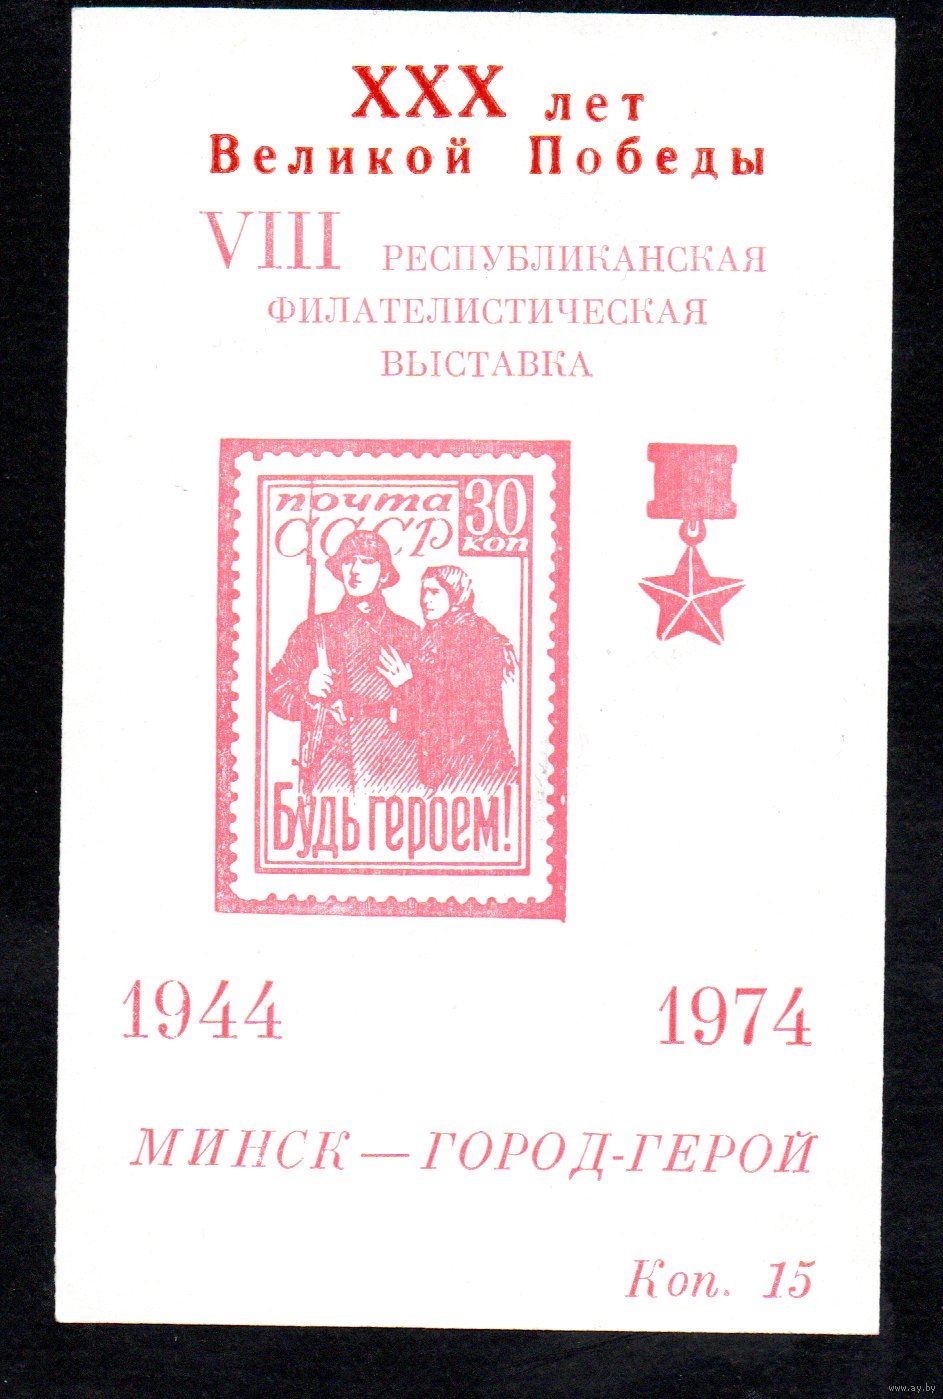 XXX лет
Великой Победы
VIII РЕСПУБЛИКАНСКАЯ
ФИЛАТЕЛИСТИЧЕСКАЯ
ВЫСТАВКА
почта 30
СССР коп
Будь героем!
1944 1974
МИНСК — ГОРОД-ГЕРОЙ
Коп. 15
www.ay.by